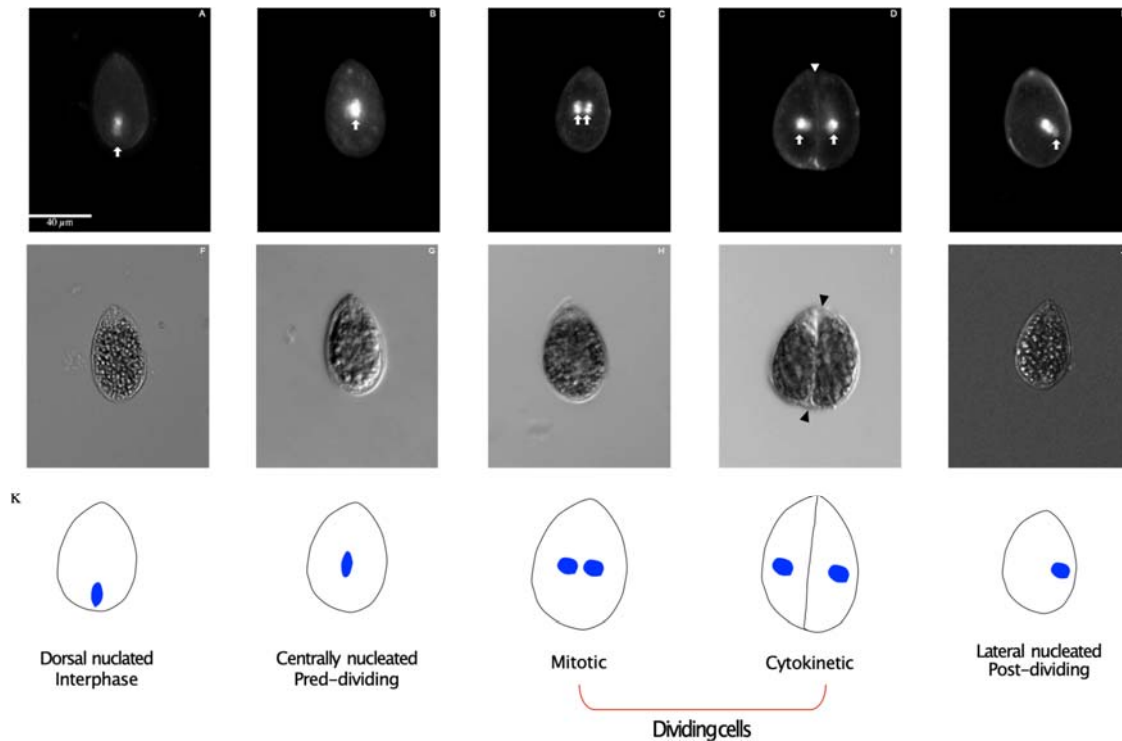 A
B
C
D
40 µm
F
G
H
I
K
Dorsal nuclated
Interphase
Centrally nucleated
Pred-dividing
Mitotic
Cytokinetic
Lateral nucleated
Post-dividing
Dividingcells